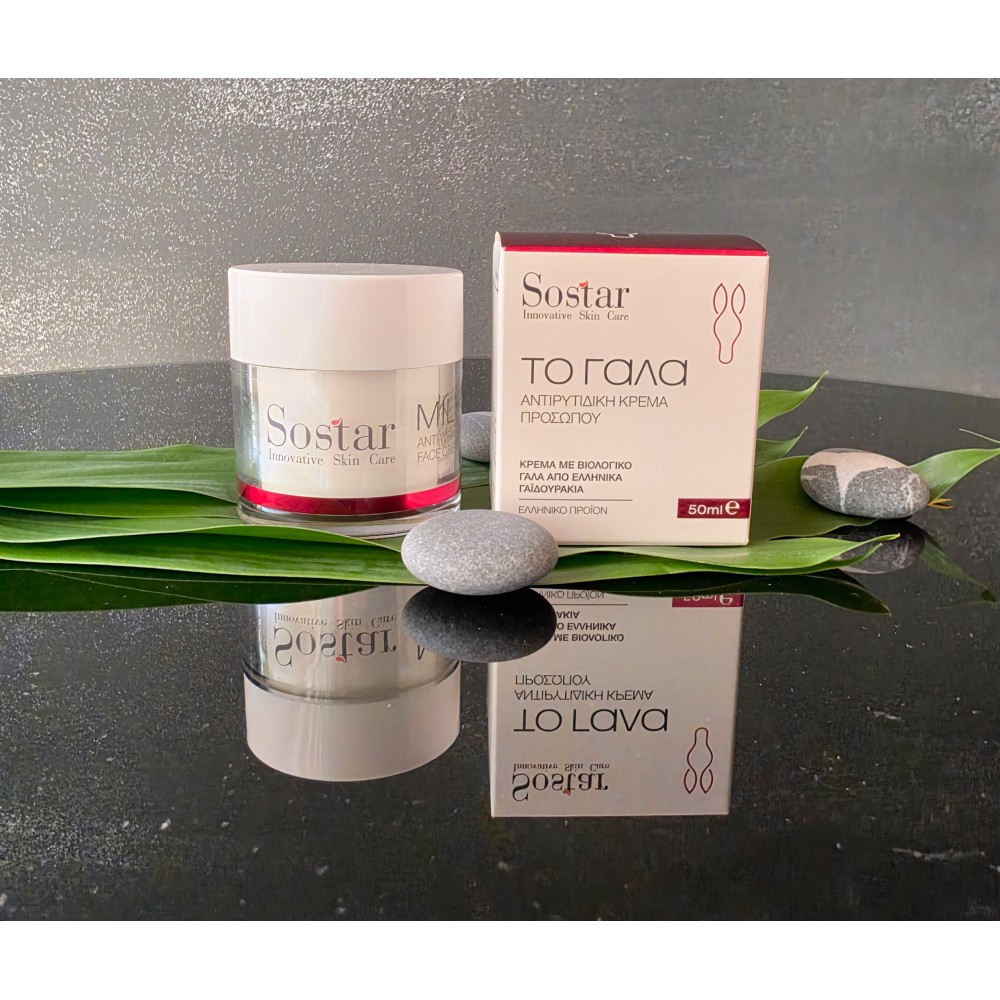 Sostar
Innovative Skin Care
Sostar
Innovative Skin Care
ΤΟ ΓΑΛΑ
ΑΝΤΙΡΥΤΙΔΙΚΗ ΚΡΕΜΑ
ΠΡΟΣΩΠΟΥ
ΚΡΕΜΑ ΜΕ ΒΙΟΛΟΓΙΚΟ
ΓΑΛΑ ΑΠΟ ΕΛΛΗΝΙΚΑ
ΓΑΪΔΟΥΡΑΚΙΑ
ΕΛΛΗΝΙΚΟ ΠΡΟΪΟΝ
50ml e